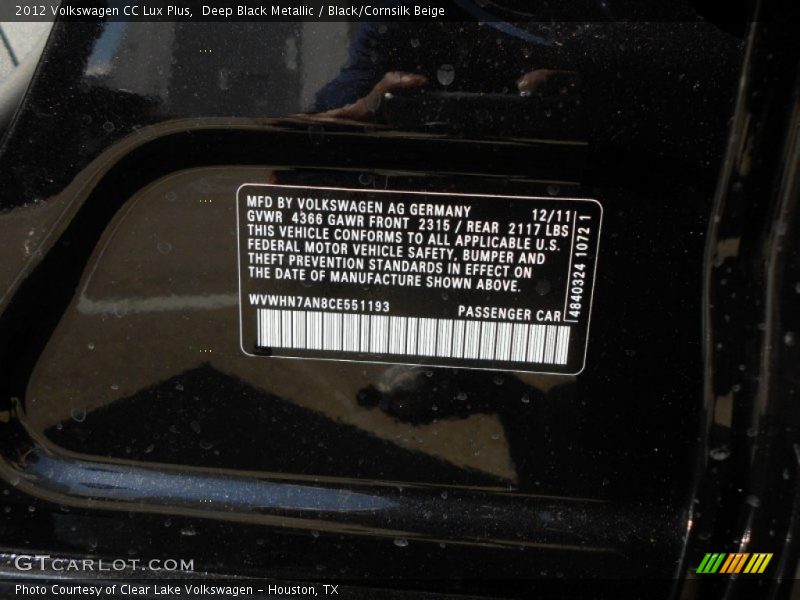 2012 Volkswagen CC Lux Plus,  Deep Black Metallic / Black/Cornsilk Beige
MFD BY VOLKSWAGEN AG GERMANY 12/11
GVWR 4366 GAWR FRONT 2315 / REAR 2117 LBS
THIS VEHICLE CONFORMS TO ALL APPLICABLE U.S.
FEDERAL MOTOR VEHICLE SAFETY, BUMPER AND
THEFT PREVENTION STANDARDS IN EFFECT ON
THE DATE OF MANUFACTURE SHOWN ABOVE.
WVWHN7AN8CE551193 PASSENGER CAR
4840324 1072 1
GTCARLOT.COM
Photo Courtesy of Clear Lake Volkswagen - Houston, TX